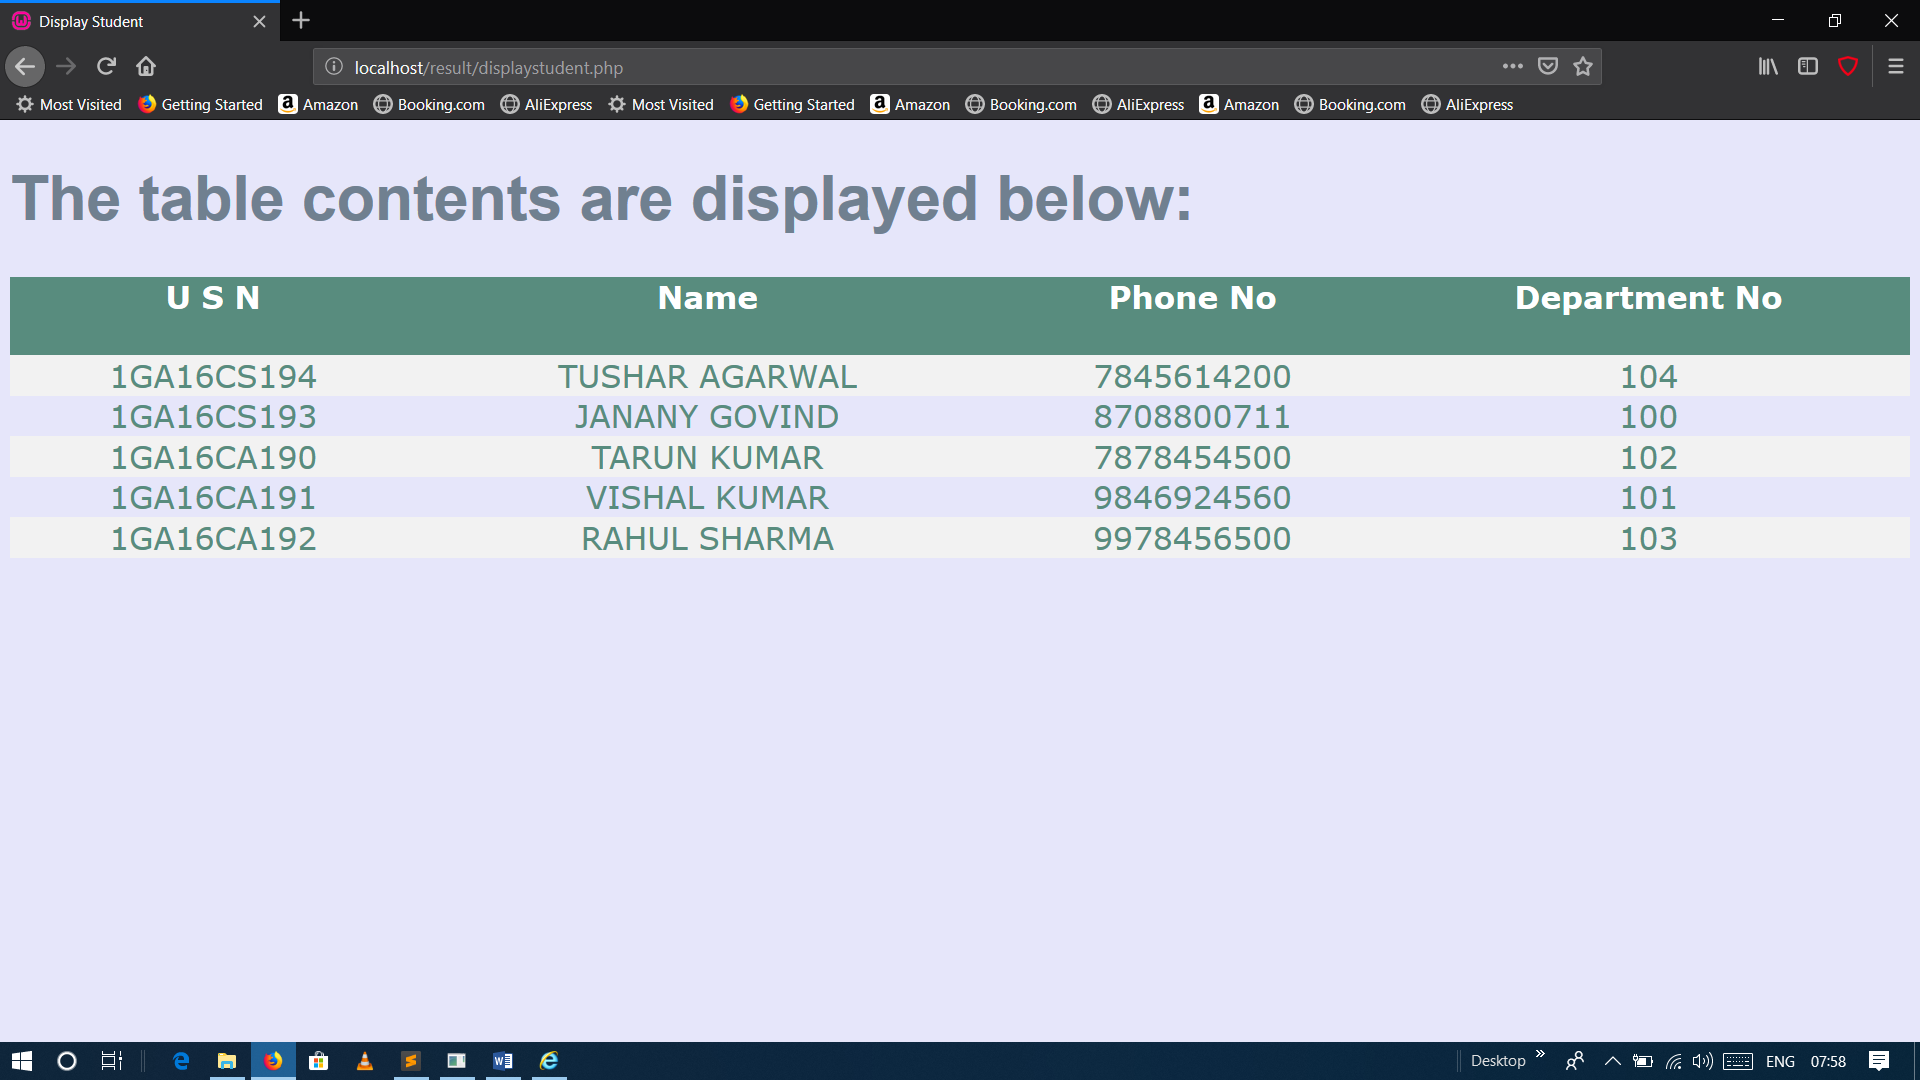 Display Student
localhost/result/displaystudent.php
Most Visited Getting Started Amazon Booking.com AliExpress Most Visited Getting Started Amazon Booking.com AliExpress Amazon Booking.com AliExpress
The table contents are displayed below:
U S N Name Phone No Department No
1GA16CS194 TUSHAR AGARWAL 7845614200 104
1GA16CS193 JANANY GOVIND 8708800711 100
1GA16CA190 TARUN KUMAR 7878454500 102
1GA16CA191 VISHAL KUMAR 9846924560 101
1GA16CA192 RAHUL SHARMA 9978456500 103
Desktop ENG 07:58